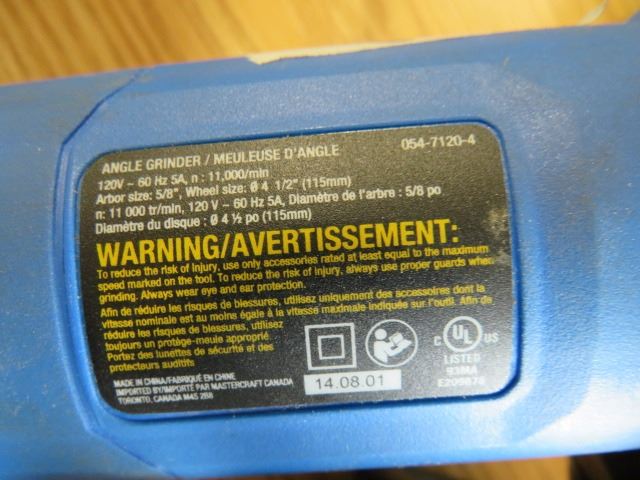 ANGLE GRINDER / MEULEUSE D'ANGLE 054-7120-4
120V ~ 60 Hz 5A, n : 11,000/min
Arbor size: 5/8", Wheel size: Ø 4 1/2" (115mm)
n: 11 000 tr/min, 120 V ~ 60 Hz 5A, Diamètre de l'arbre : 5/8 po
Diamètre du disque : Ø 4 ½ po (115mm)
WARNING/AVERTISSEMENT:
To reduce the risk of injury, use only accessories rated at least equal to the maximum
speed marked on the tool. To reduce the risk of injury, always use proper guards when
grinding. Always wear eye and ear protection.
Afin de réduire les risques de blessures, utilisez uniquement des accessoires dont la
vitesse nominale est au moins égale à la vitesse maximale indiquée sur l'outil. Afin de
réduire les risques de blessures, utilisez
toujours un protège-meule approprié.
Portez des lunettes de sécurité et des
protecteurs auditifs
MADE IN CHINA/FABRIQUÉ EN CHINE
IMPORTED BY/IMPORTÉ PAR MASTERCRAFT CANADA
TORONTO, CANADA M4S 2B8
14.08.01
C UL US
LISTED
93MA